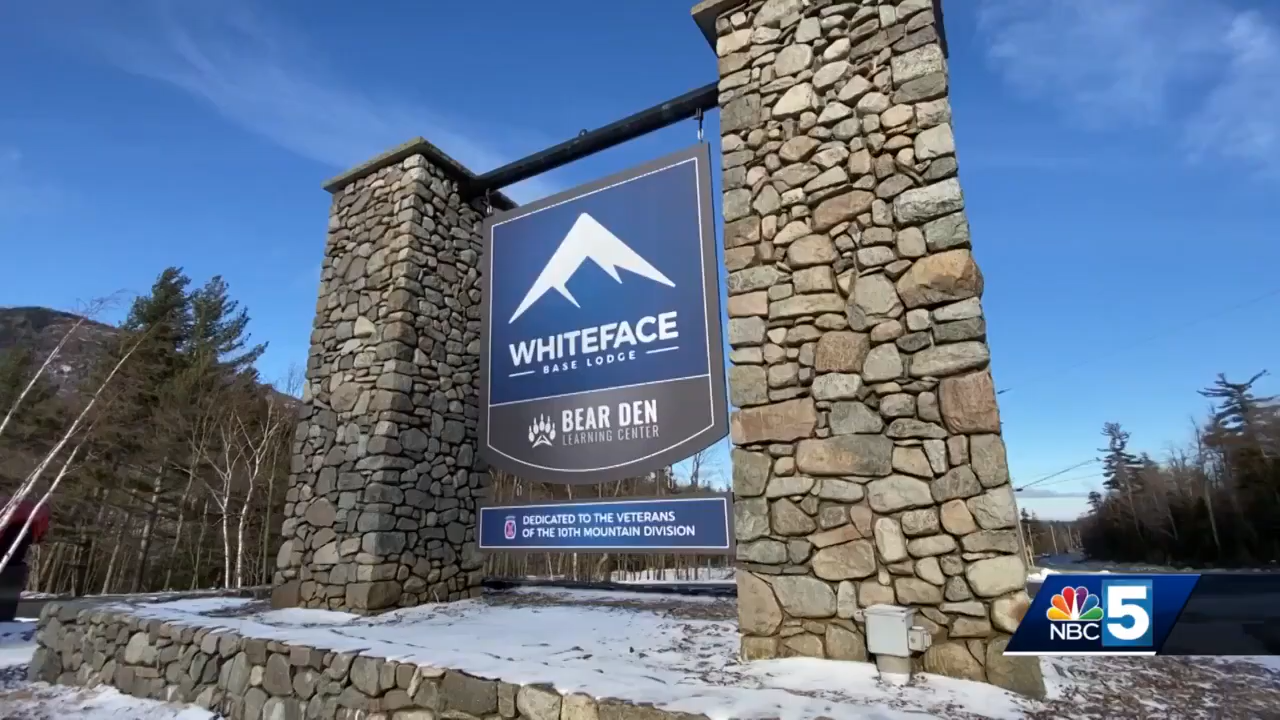 WHITEFACE
BASE LODGE
BEAR DEN
LEARNING CENTER
DEDICATED TO THE VETERANS
OF THE 10TH MOUNTAIN DIVISION
NBC 5